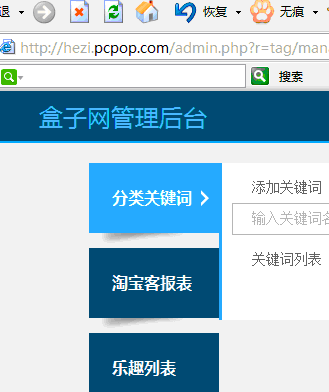 退 恢复 无痕
http://hezi.pcpop.com/admin.php?r=tag/mana
搜索
盒子网管理后台
分类关键词
添加关键词
输入关键词名
关键词列表
淘宝客报表
乐趣列表